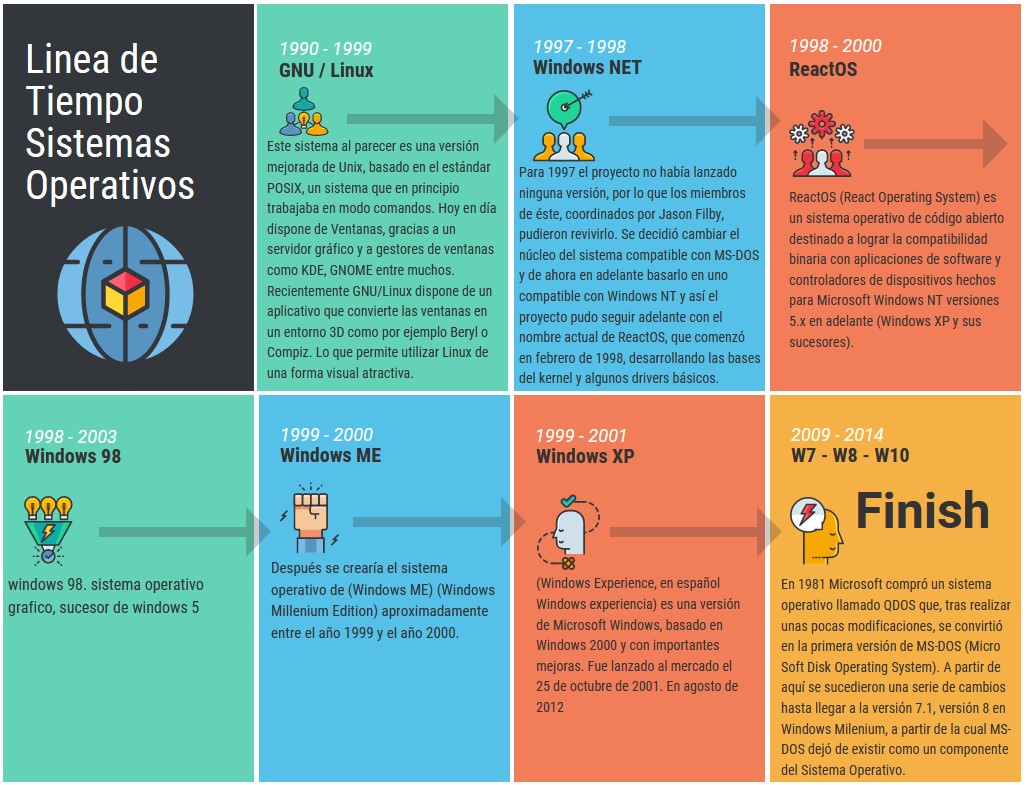 Linea de
Tiempo
Sistemas
Operativos
1990 - 1999
GNU / Linux
Este sistema al parecer es una versión
mejorada de Unix, basado en el estándar
POSIX, un sistema que en principio
trabajaba en modo comandos. Hoy en día
dispone de Ventanas, gracias a un
servidor gráfico y a gestores de ventanas
como KDE, GNOME entre muchos.
Recientemente GNU/Linux dispone de un
aplicativo que convierte las ventanas en
un entorno 3D como por ejemplo Beryl o
Compiz. Lo que permite utilizar Linux de
una forma visual atractiva.
1997 - 1998
Windows NET
Para 1997 el proyecto no había lanzado
ninguna versión, por lo que los miembros
de éste, coordinados por Jason Filby,
pudieron revivirlo. Se decidió cambiar el
núcleo del sistema compatible con MS-DOS
y de ahora en adelante basarlo en uno
compatible con Windows NT y así el
proyecto pudo seguir adelante con el
nombre actual de ReactOS, que comenzó
en febrero de 1998, desarrollando las bases
del kernel y algunos drivers básicos.
1998 - 2000
ReactOS
ReactOS (React Operating System) es
un sistema operativo de código abierto
destinado a lograr la compatibilidad
binaria con aplicaciones de software y
controladores de dispositivos hechos
para Microsoft Windows NT versiones
5.x en adelante (Windows XP y sus
sucesores).
1998 - 2003
Windows 98
windows 98. sistema operativo
grafico, sucesor de windows 5
1999 - 2000
Windows ME
Después se crearía el sistema
operativo de (Windows ME) (Windows
Millenium Edition) aproximadamente
entre el año 1999 y el año 2000.
1999 - 2001
Windows XP
(Windows Experience, en español
Windows experiencia) es una versión
de Microsoft Windows, basado en
Windows 2000 y con importantes
mejoras. Fue lanzado al mercado el
25 de octubre de 2001. En agosto de
2012
2009 - 2014
W7 - W8 - W10
Finish
En 1981 Microsoft compró un sistema
operativo llamado QDOS que, tras realizar
unas pocas modificaciones, se convirtió
en la primera versión de MS-DOS (Micro
Soft Disk Operating System). A partir de
aquí se sucedieron una serie de cambios
hasta llegar a la versión 7.1, versión 8 en
Windows Milenium, a partir de la cual MS-
DOS dejó de existir como un componente
del Sistema Operativo.